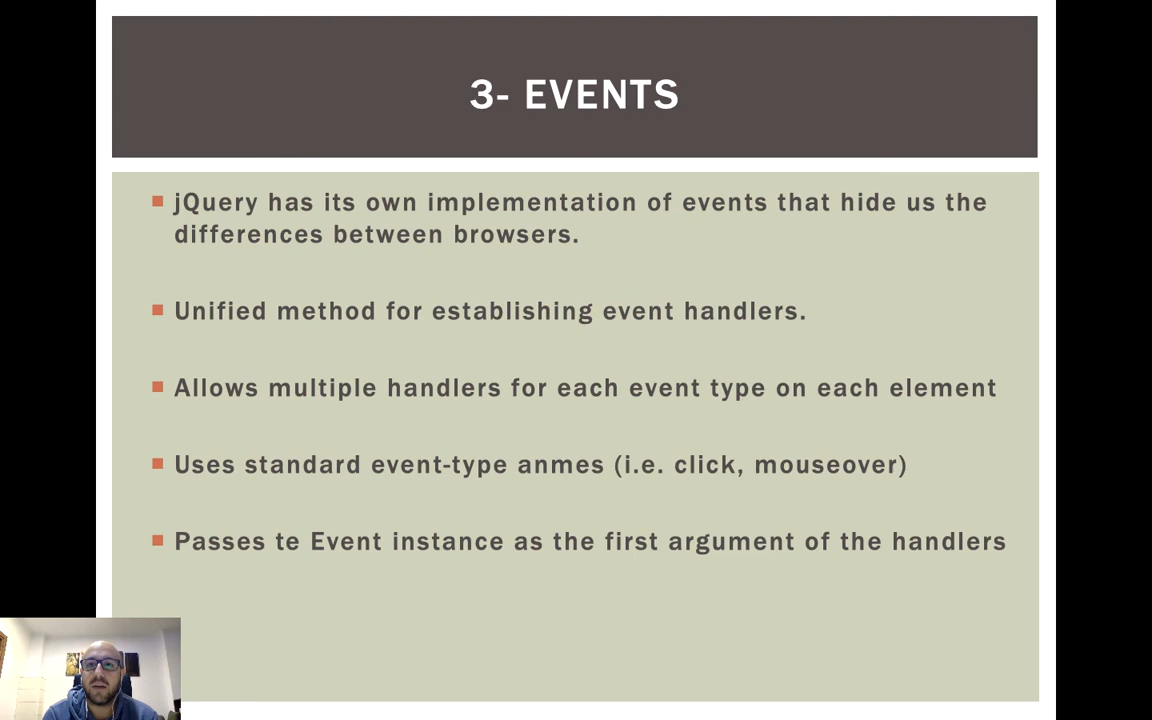 3- EVENTS
jQuery has its own implementation of events that hide us the
differences between browsers.
Unified method for establishing event handlers.
Allows multiple handlers for each event type on each element
Uses standard event-type anmes (i.e. click, mouseover)
Passes te Event instance as the first argument of the handlers